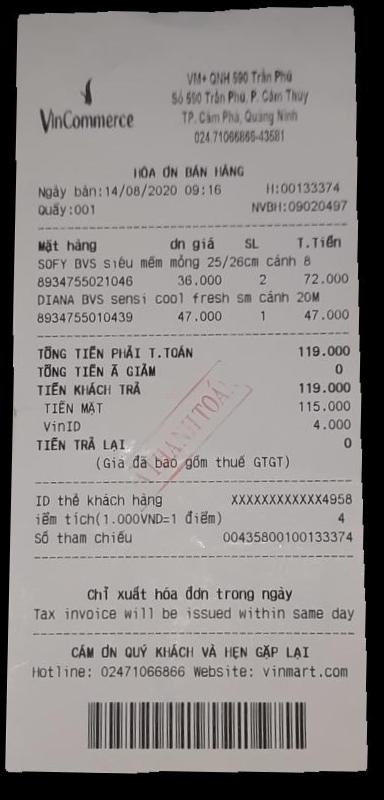 VinCommerce
VM+ QNH 590 Trần Phú
Số 590 Trần Phú, P. Cẩm Thủy
TP. Cẩm Phả, Quảng Ninh
024.71066866-43581
HÓA ƠN BÁN HÀNG
Ngày bán:14/08/2020 09:16 H:00133374
Quầy:001 NVBH:09020497
Mặt hàng ơn giá SL T.Tiền
SOFY BVS siêu mềm mỏng 25/26cm cánh 8
8934755021046 36.000 2 72.000
DIANA BVS sensi cool fresh sm cánh 20M
8934755010439 47.000 1 47.000
TỔNG TIỀN PHẢI T.TOÁN 119.000
TỔNG TIỀN Ã GIẢM 0
TIỀN KHÁCH TRẢ 119.000
TIỀN MẶT 115.000
VinID 4.000
TIỀN TRẢ LẠI 0
(Giá đã bao gồm thuế GTGT)
THANH TOÁN
ID thẻ khách hàng XXXXXXXXXXXX4958
iểm tích(1.000VND=1 điểm) 4
Số tham chiếu 00435800100133374
Chỉ xuất hóa đơn trong ngày
Tax invoice will be issued within same day
CẢM ƠN QUÝ KHÁCH VÀ HẸN GẶP LẠI
Hotline: 02471066866 Website: vinmart.com